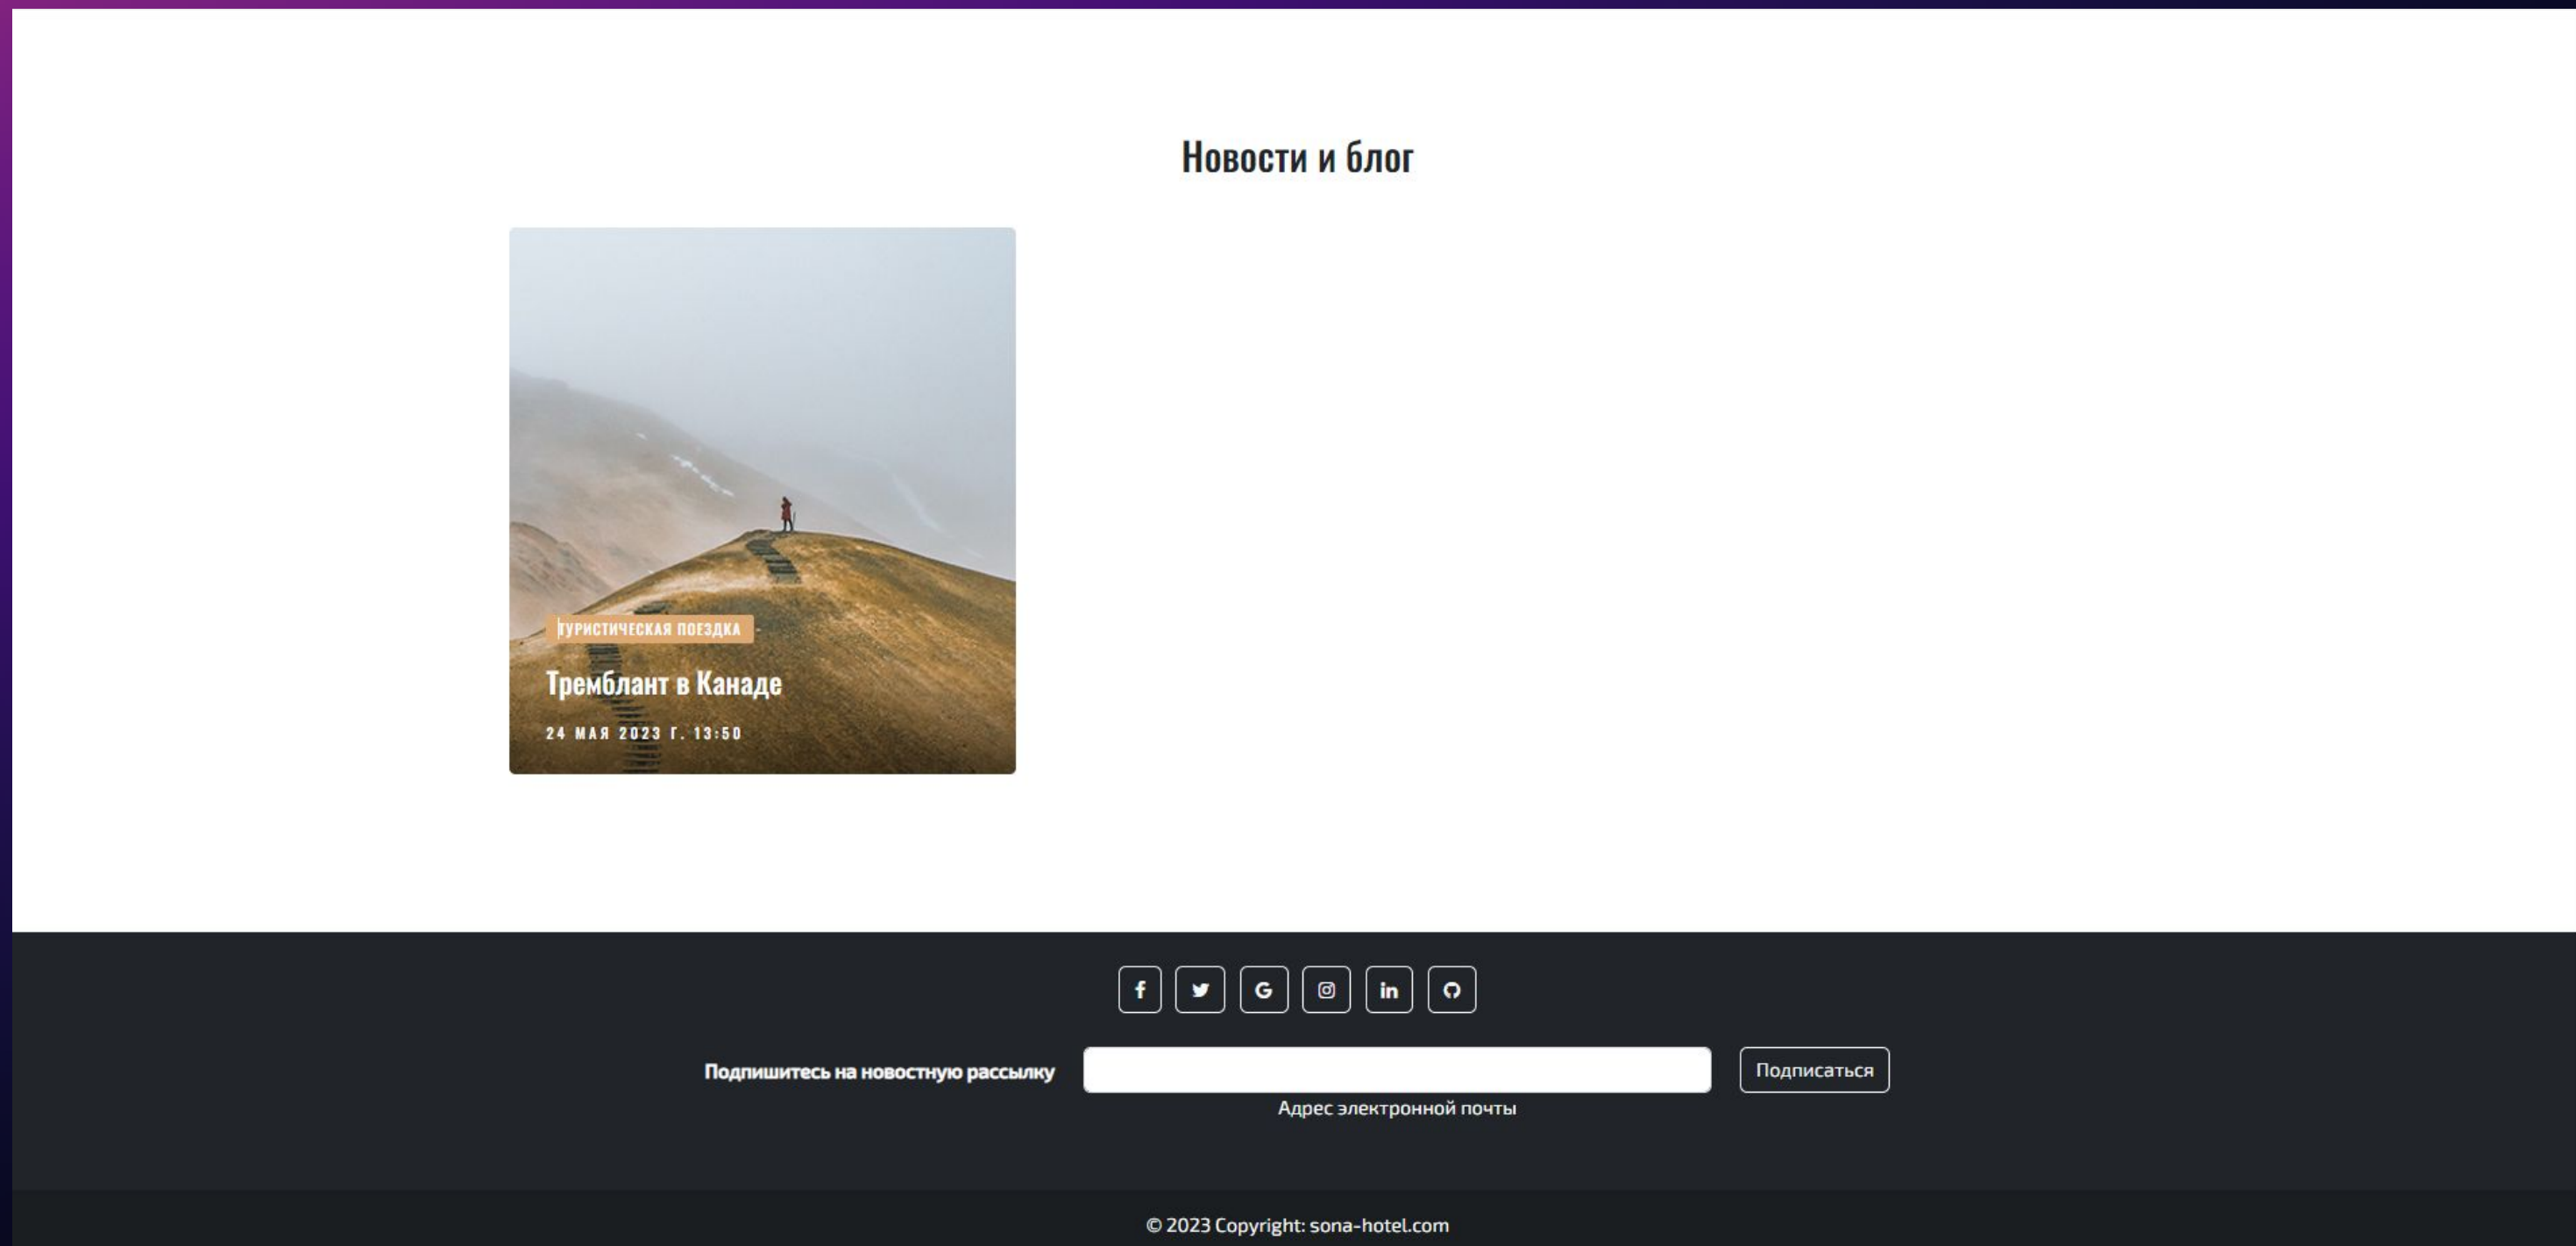 Новости и блог
ТУРИСТИЧЕСКАЯ ПОЕЗДКА
Тремблант в Канаде
24 МАЯ 2023 Г. 13:50
Подпишитесь на новостную рассылку
Подписаться
Адрес электронной почты
© 2023 Copyright: sona-hotel.com